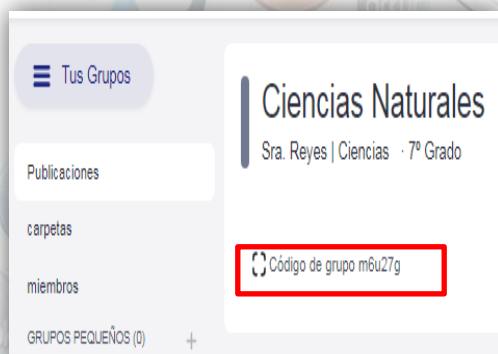 Tus Grupos
Ciencias Naturales
Sra. Reyes | Ciencias · 7º Grado
Publicaciones
carpetas
Código de grupo m6u27g
miembros
GRUPOS PEQUEÑOS (0) +